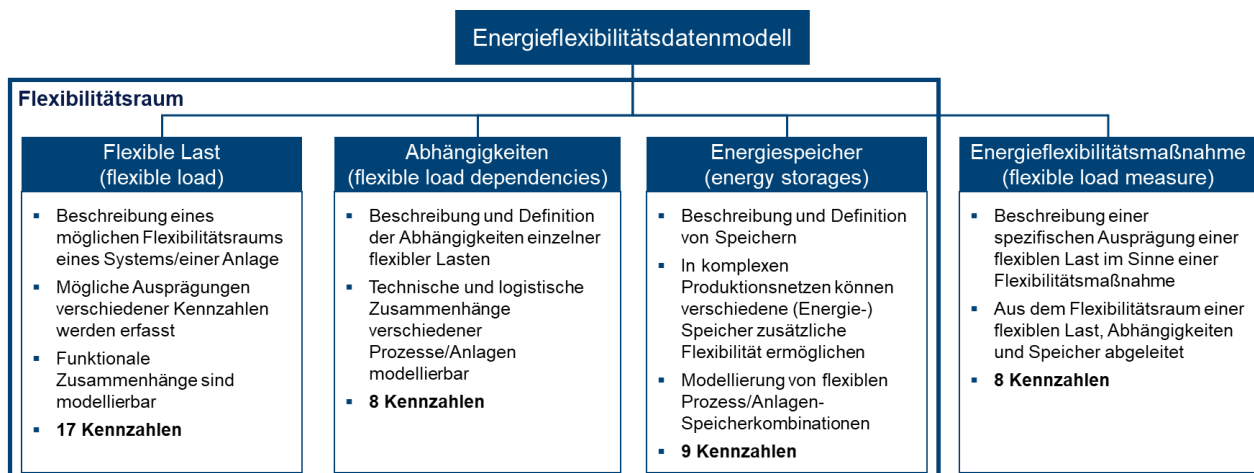 Energieflexibilitätsdatenmodell
Flexibilitätsraum
Flexible Last
(flexible load)
▪ Beschreibung eines
möglichen Flexibilitätsraums
eines Systems/einer Anlage
▪ Mögliche Ausprägungen
verschiedener Kennzahlen
werden erfasst
▪ Funktionale
Zusammenhänge sind
modellierbar
▪ 17 Kennzahlen
Abhängigkeiten
(flexible load dependencies)
▪ Beschreibung und Definition
der Abhängigkeiten einzelner
flexibler Lasten
▪ Technische und logistische
Zusammenhänge
verschiedener
Prozesse/Anlagen
modellierbar
▪ 8 Kennzahlen
Energiespeicher
(energy storages)
▪ Beschreibung und Definition
von Speichern
▪ In komplexen
Produktionsnetzen können
verschiedene (Energie-)
Speicher zusätzliche
Flexibilität ermöglichen
▪ Modellierung von flexiblen
Prozess/Anlagen-
Speicherkombinationen
▪ 9 Kennzahlen
Energieflexibilitätsmaßnahme
(flexible load measure)
▪ Beschreibung einer
spezifischen Ausprägung einer
flexiblen Last im Sinne einer
Flexibilitätsmaßnahme
▪ Aus dem Flexibilitätsraum einer
flexiblen Last, Abhängigkeiten
und Speicher abgeleitet
▪ 8 Kennzahlen